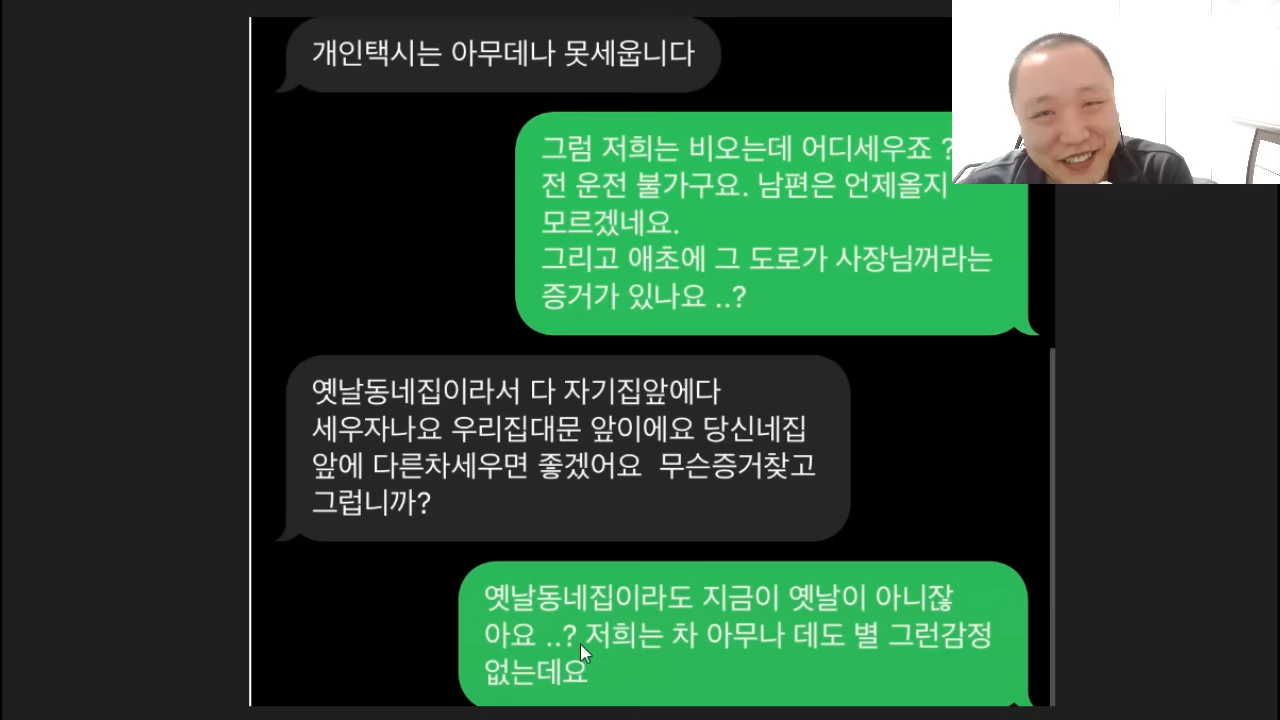 개인택시는 아무데나 못세웁니다
그럼 저희는 비오는데 어디세우죠 ?
전 운전 불가구요. 남편은 언제올지
모르겠네요.
그리고 애초에 그 도로가 사장님꺼라는
증거가 있나요 ..?
옛날동네집이라서 다 자기집앞에다
세우자나요 우리집대문 앞이에요 당신네집
앞에 다른차세우면 좋겠어요 무슨증거찾고
그럽니까?
옛날동네집이라도 지금이 옛날이 아니잖
아요 ..? 저희는 차 아무나 데도 별 그런감정
없는데요